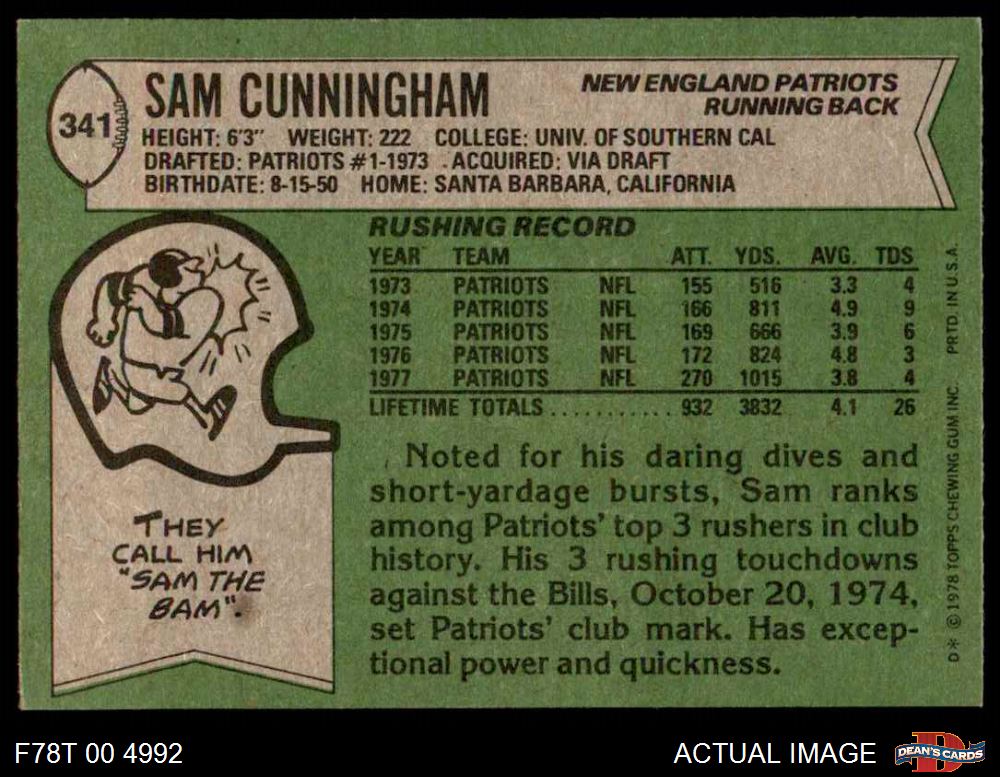 341
SAM CUNNINGHAM
NEW ENGLAND PATRIOTS
RUNNING BACK
HEIGHT: 6'3" WEIGHT: 222 COLLEGE: UNIV. OF SOUTHERN CAL
DRAFTED: PATRIOTS #1-1973 ACQUIRED: VIA DRAFT
BIRTHDATE: 8-15-50 HOME: SANTA BARBARA, CALIFORNIA
RUSHING RECORD
YEAR TEAM ATT. YDS. AVG. TDS
1973 PATRIOTS NFL 155 516 3.3 4
1974 PATRIOTS NFL 166 811 4.9 9
1975 PATRIOTS NFL 169 666 3.9 6
1976 PATRIOTS NFL 172 824 4.8 3
1977 PATRIOTS NFL 270 1015 3.8 4
LIFETIME TOTALS ............ 932 3832 4.1 26
Noted for his daring dives and
short-yardage bursts, Sam ranks
among Patriots' top 3 rushers in club
history. His 3 rushing touchdowns
against the Bills, October 20, 1974,
set Patriots' club mark. Has excep-
tional power and quickness.
THEY
CALL HIM
"SAM THE
BAM".
D* © 1978 TOPPS CHEWING GUM INC. PRTD. IN U.S.A.
F78T 00 4992
ACTUAL IMAGE
D
DEAN'S CARDS